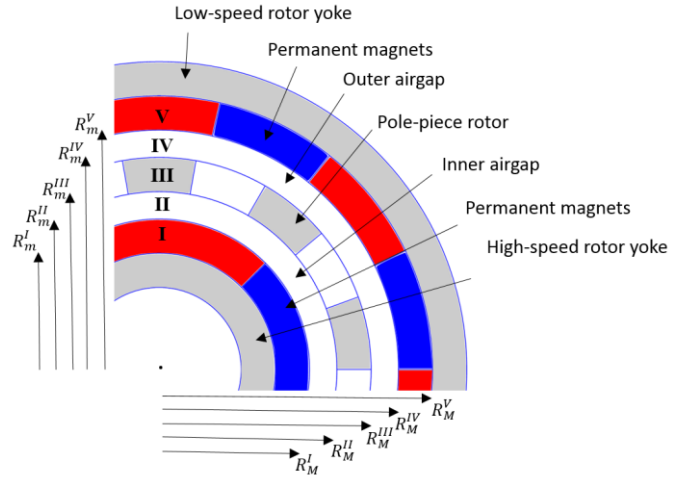 Low-speed rotor yoke
Permanent magnets
Outer airgap
Pole-piece rotor
Inner airgap
Permanent magnets
High-speed rotor yoke
V
IV
III
II
I
R_m^V
R_m^{IV}
R_m^{III}
R_m^{II}
R_m^I
R_M^V
R_M^{IV}
R_M^{III}
R_M^{II}
R_M^I